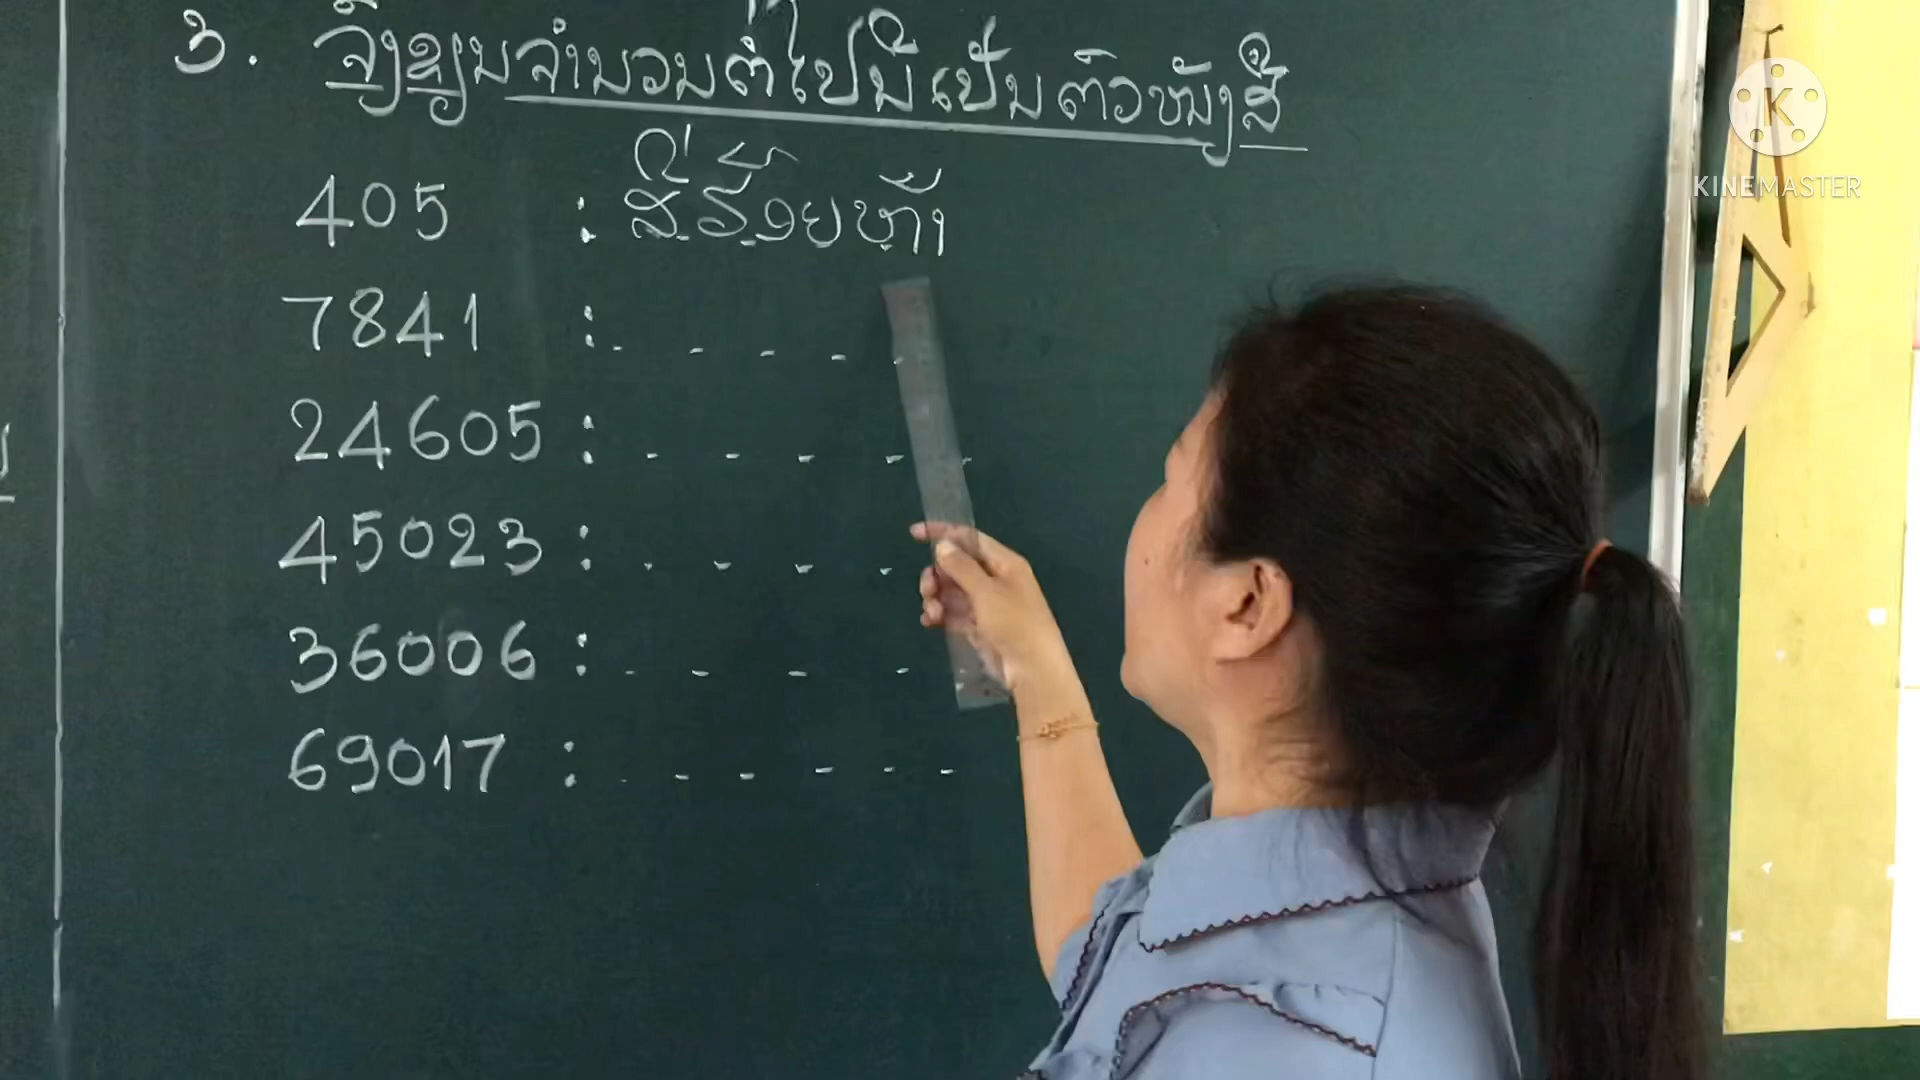 3. ຈົ່ງຂຽນຈຳນວນຕໍ່ໄປນີ້ເປັນຕົວໜັງສື
405 : ສີ່ຮ້ອຍຫ້າ
7841 : . - - - -
24605 : . - - - -
45023 : . - - -
36006 : . - - - -
69017 : . - - - - -
KINEMASTER